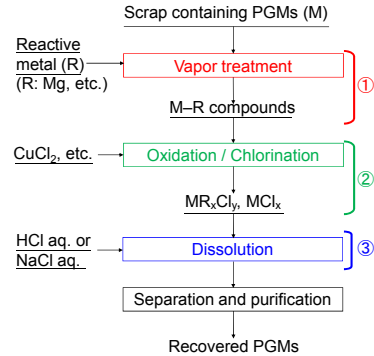 Scrap containing PGMs (M)
Reactive
metal (R)
(R: Mg, etc.)
Vapor treatment
①
M–R compounds
CuCl₂, etc.
Oxidation / Chlorination
②
MRₓClᵧ, MClₓ
HCl aq. or
NaCl aq.
Dissolution
③
Separation and purification
Recovered PGMs